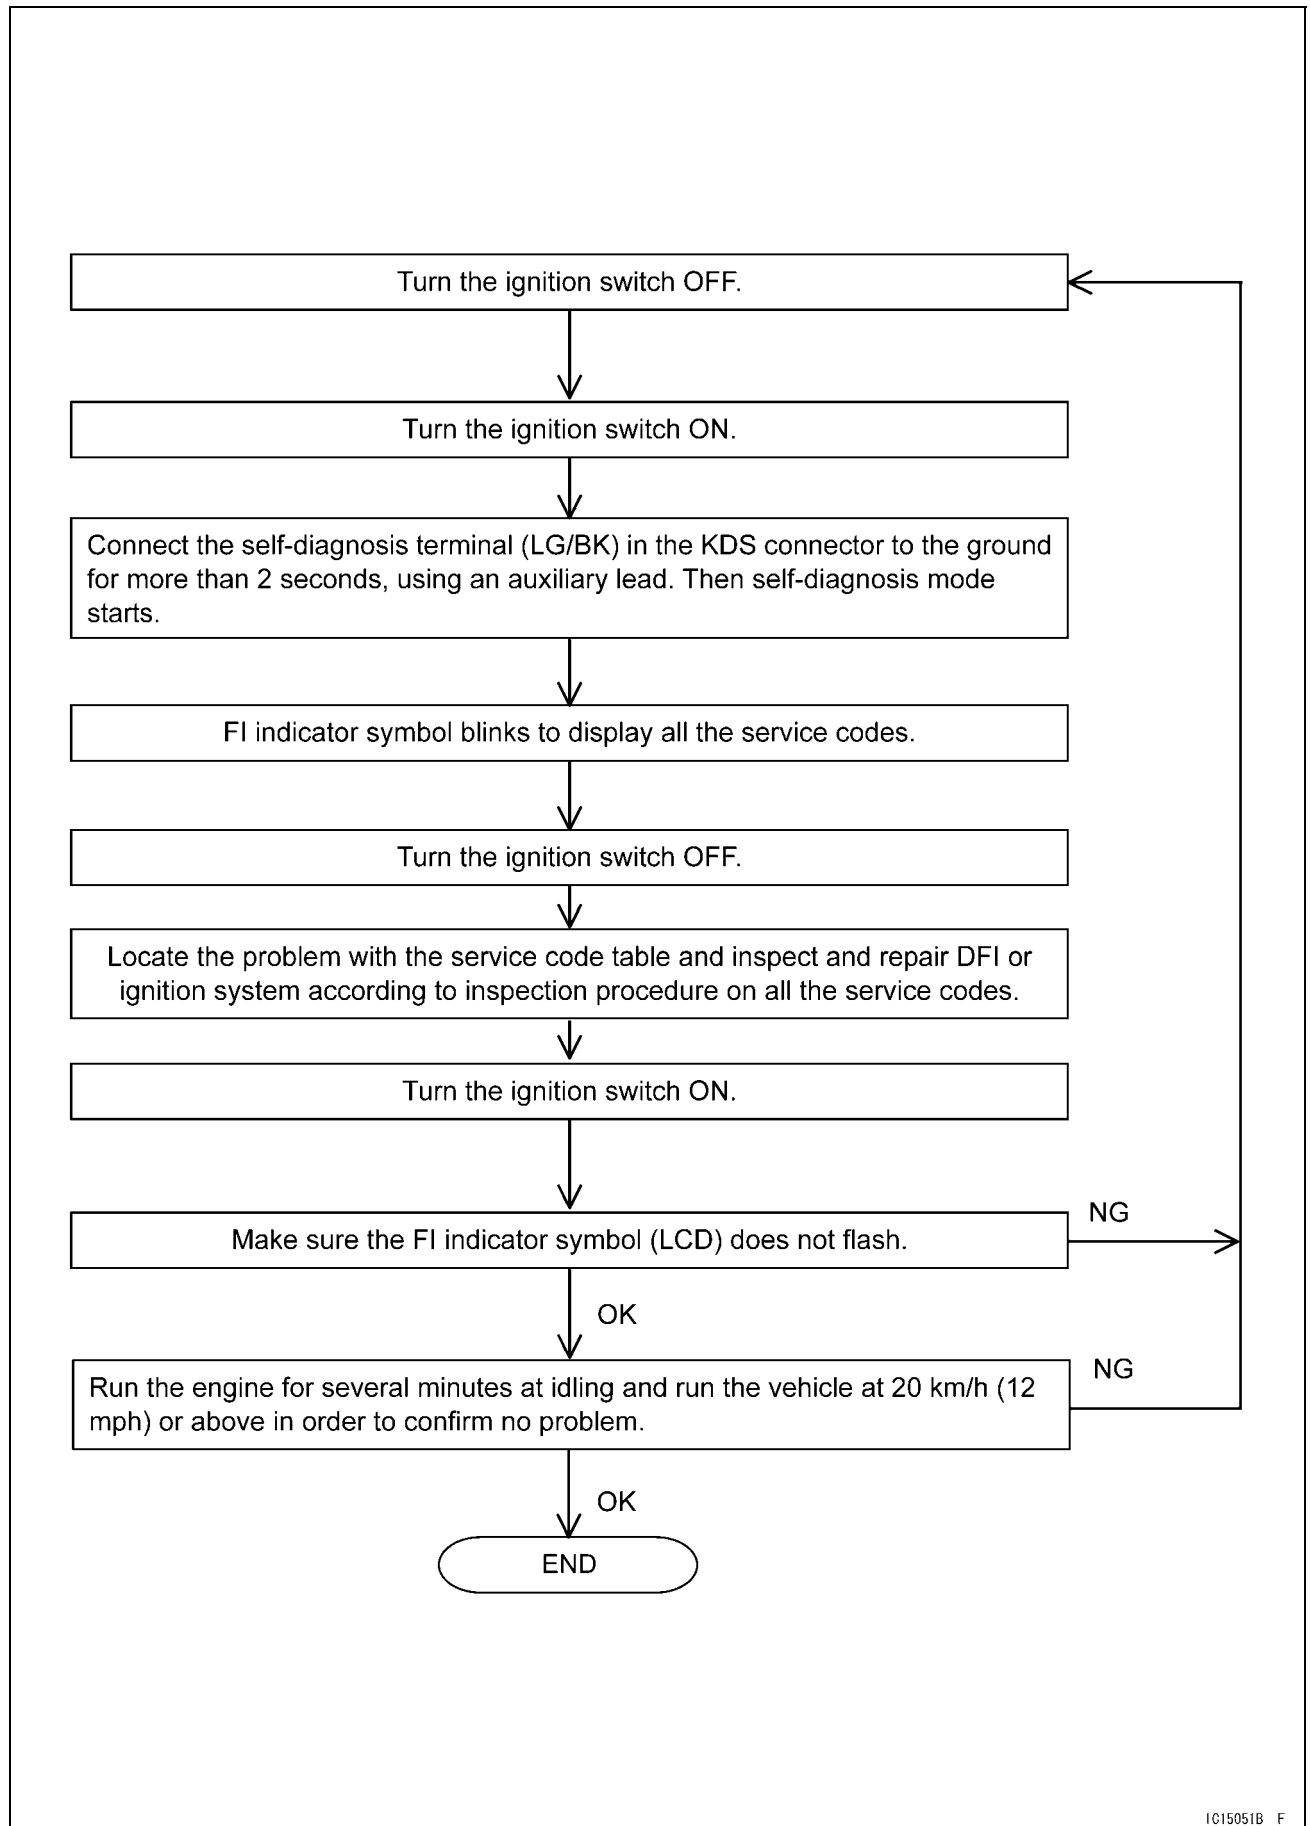 Turn the ignition switch OFF.
Turn the ignition switch ON.
Connect the self-diagnosis terminal (LG/BK) in the KDS connector to the ground
for more than 2 seconds, using an auxiliary lead. Then self-diagnosis mode
starts.
FI indicator symbol blinks to display all the service codes.
Turn the ignition switch OFF.
Locate the problem with the service code table and inspect and repair DFI or
ignition system according to inspection procedure on all the service codes.
Turn the ignition switch ON.
NG
Make sure the FI indicator symbol (LCD) does not flash.
OK
NG
Run the engine for several minutes at idling and run the vehicle at 20 km/h (12
mph) or above in order to confirm no problem.
OK
END
IC15051B F